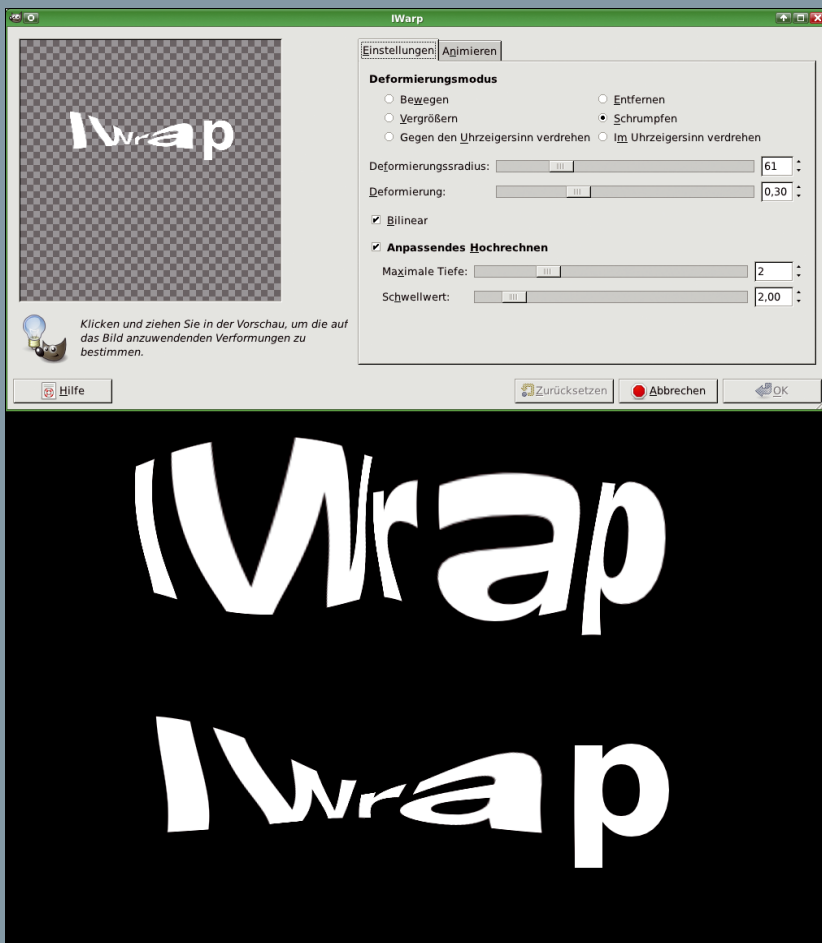 IWarp
IWrap
Einstellungen Animieren
Deformierungsmodus
Bewegen Entfernen
Vergrößern Schrumpfen
Gegen den Uhrzeigersinn verdrehen Im Uhrzeigersinn verdrehen
Deformierungssradius: 61
Deformierung: 0,30
Bilinear
Anpassendes Hochrechnen
Maximale Tiefe: 2
Schwellwert: 2,00
Klicken und ziehen Sie in der Vorschau, um die auf
das Bild anzuwendenden Verformungen zu
bestimmen.
Hilfe Zurücksetzen Abbrechen OK
IWrap
IWrap